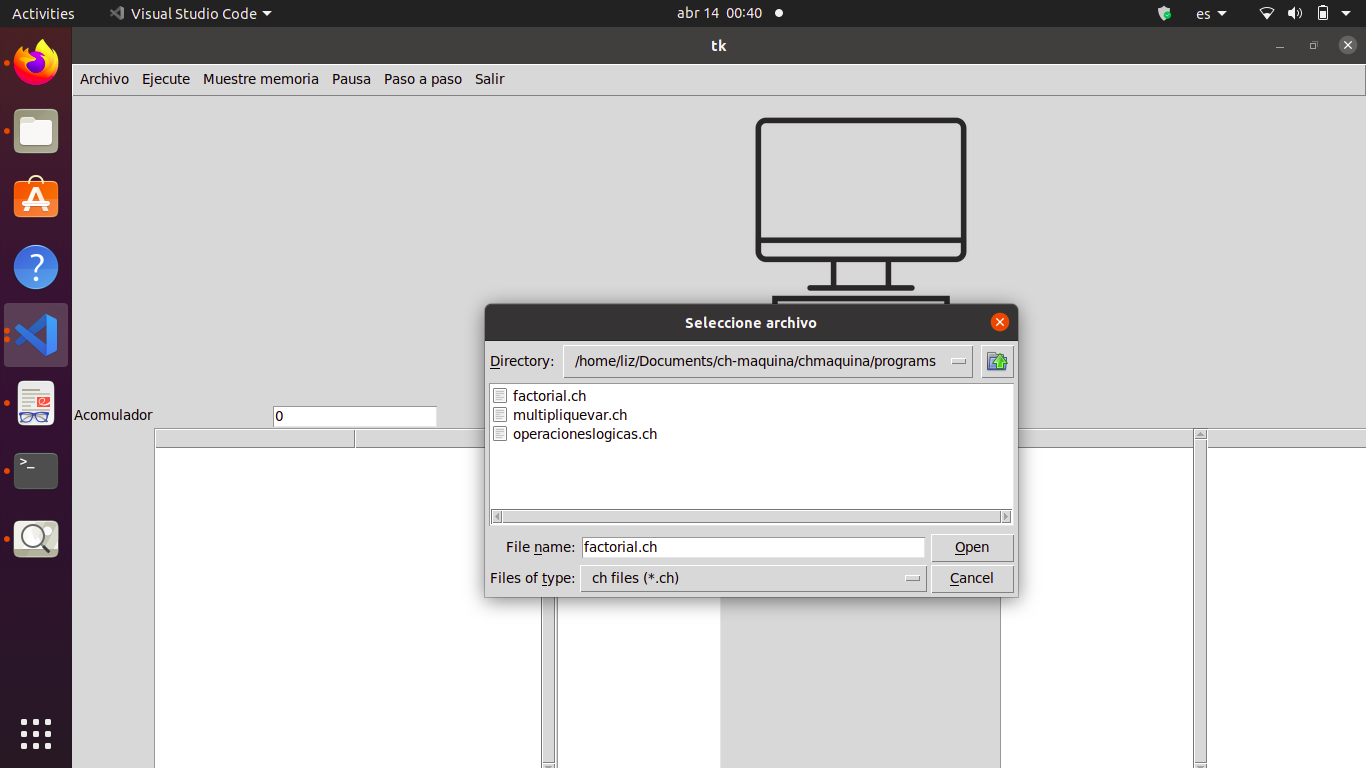 Activities Visual Studio Code abr 14 00:40 es
tk
Archivo Ejecute Muestre memoria Pausa Paso a paso Salir
Seleccione archivo
Directory: /home/liz/Documents/ch-maquina/chmaquina/programs
factorial.ch
multipliquevar.ch
operacioneslogicas.ch
Acomulador 0
File name: factorial.ch Open
Files of type: ch files (*.ch) Cancel